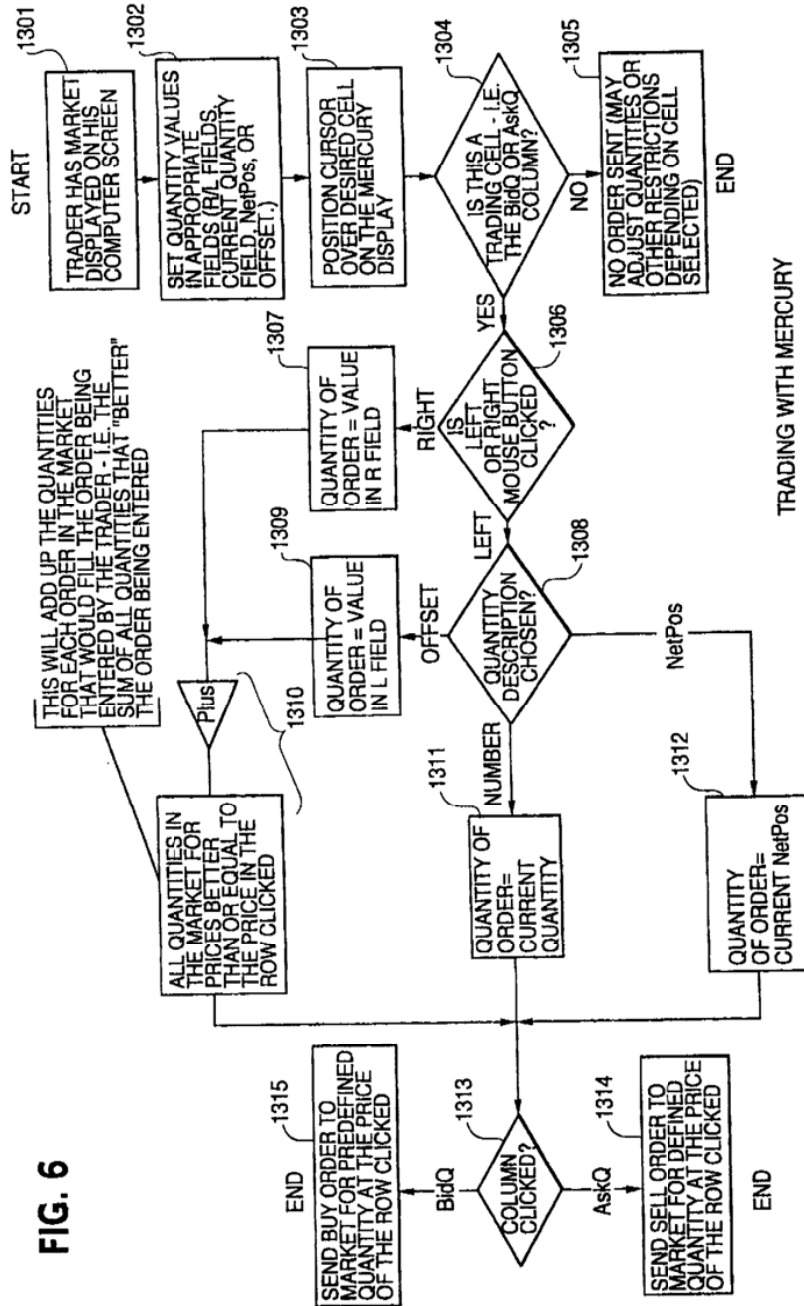 FIG. 6
START
1301
TRADER HAS MARKET
DISPLAYED ON HIS
COMPUTER SCREEN
1302
SET QUANTITY VALUES
IN APPROPRIATE
FIELDS (R/L FIELDS,
CURRENT QUANTITY
FIELD, NetPos, OR
OFFSET.)
1303
POSITION CURSOR
OVER DESIRED CELL
ON THE MERCURY
DISPLAY
1304
IS THIS A
TRADING CELL - I.E.
THE BidQ OR AskQ
COLUMN?
NO
1305
NO ORDER SENT (MAY
ADJUST QUANTITIES OR
OTHER RESTRICTIONS
DEPENDING ON CELL
SELECTED)
END
YES
1306
IS
LEFT
OR RIGHT
MOUSE BUTTON
CLICKED
?
RIGHT
1307
QUANTITY OF
ORDER = VALUE
IN R FIELD
LEFT
1308
QUANTITY
DESCRIPTION
CHOSEN?
OFFSET
1309
QUANTITY OF
ORDER = VALUE
IN L FIELD
Plus
1310
ALL QUANTITIES IN
THE MARKET FOR
PRICES BETTER
THAN OR EQUAL TO
THE PRICE IN THE
ROW CLICKED
THIS WILL ADD UP THE QUANTITIES
FOR EACH ORDER IN THE MARKET
THAT WOULD FILL THE ORDER BEING
ENTERED BY THE TRADER - I.E. THE
SUM OF ALL QUANTITIES THAT "BETTER"
THE ORDER BEING ENTERED
NUMBER
1311
QUANTITY OF
ORDER=
CURRENT
QUANTITY
NetPos
1312
QUANTITY
OF ORDER=
CURRENT NetPos
1313
COLUMN
CLICKED?
BidQ
1315
SEND BUY ORDER TO
MARKET FOR PREDEFINED
QUANTITY AT THE PRICE
OF THE ROW CLICKED
END
AskQ
1314
SEND SELL ORDER TO
MARKET FOR DEFINED
QUANTITY AT THE PRICE
OF THE ROW CLICKED
END
TRADING WITH MERCURY